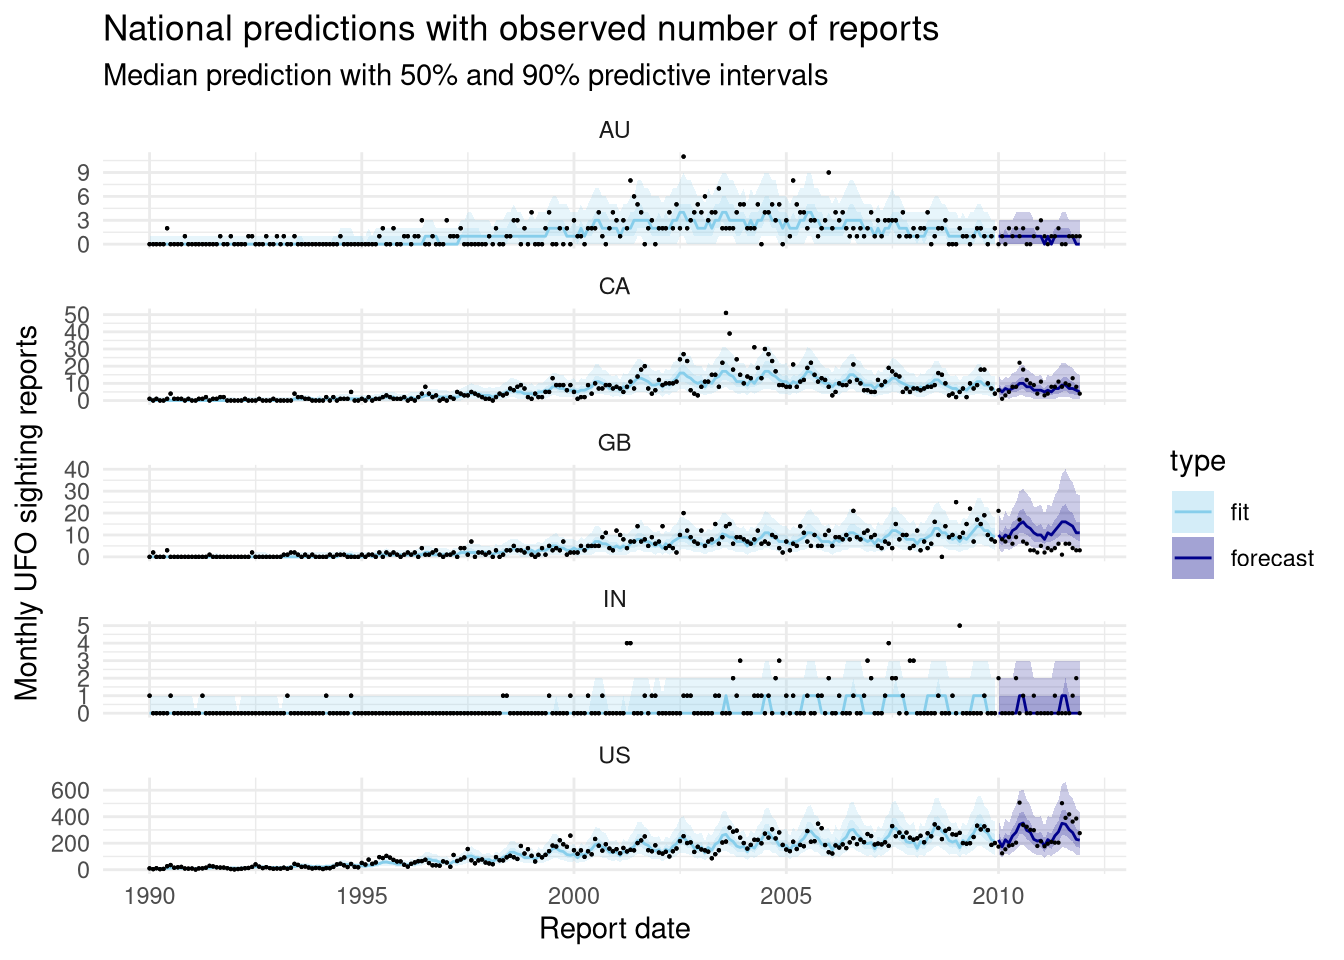 National predictions with observed number of reports
Median prediction with 50% and 90% predictive intervals
AU
9
6
3
0
CA
50
40
30
20
10
0
GB
40
30
20
10
0
IN
5
4
3
2
1
0
US
600
400
200
0
1990 1995 2000 2005 2010
Report date
Monthly UFO sighting reports
type
fit
forecast